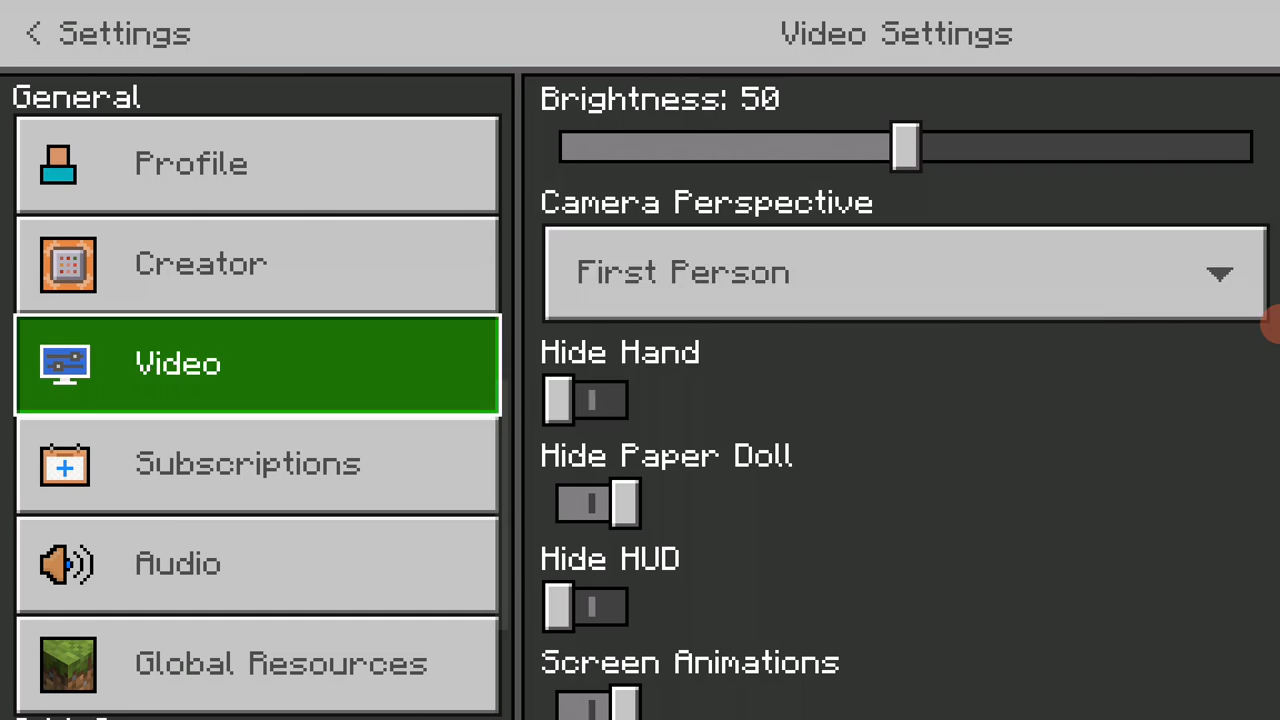 < Settings
Video Settings
General
Profile
Creator
Video
Subscriptions
Audio
Global Resources
Brightness: 50
Camera Perspective
First Person
Hide Hand
Hide Paper Doll
Hide HUD
Screen Animations